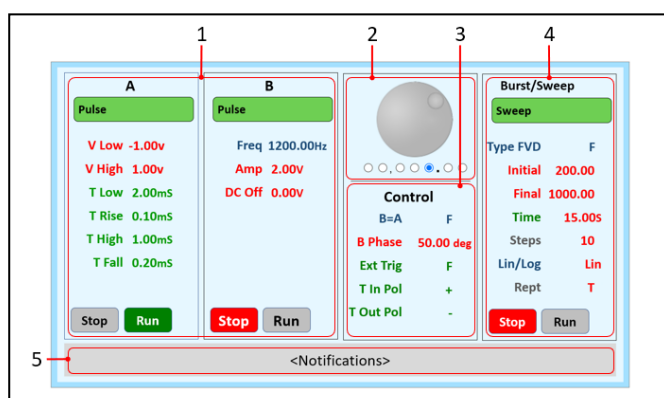 1
2
3
4
A
Pulse
V Low -1.00v
V High 1.00v
T Low 2.00mS
T Rise 0.10mS
T High 1.00mS
T Fall 0.20mS
Stop Run
B
Pulse
Freq 1200.00Hz
Amp 2.00V
DC Off 0.00V
Stop Run
Control
B=A F
B Phase 50.00 deg
Ext Trig F
T In Pol +
T Out Pol -
Burst/Sweep
Sweep
Type FVD F
Initial 200.00
Final 1000.00
Time 15.00S
Steps 10
Lin/Log Lin
Rept T
Stop Run
5
<Notifications>